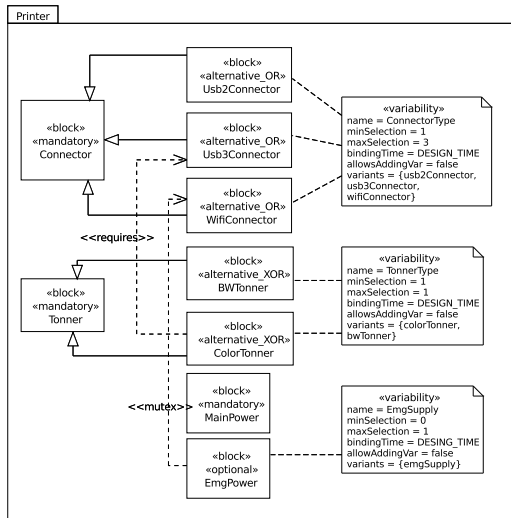 Printer
«block»
«alternative_OR»
Usb2Connector
«block»
«mandatory»
Connector
«block»
«alternative_OR»
Usb3Connector
«block»
«alternative_OR»
WifiConnector
«variability»
name = ConnectorType
minSelection = 1
maxSelection = 3
bindingTime = DESIGN_TIME
allowsAddingVar = false
variants = {usb2Connector,
usb3Connector,
wifiConnector}
<<requires>>
«block»
«mandatory»
Tonner
«block»
«alternative_XOR»
BWTonner
«block»
«alternative_XOR»
ColorTonner
«variability»
name = TonnerType
minSelection = 1
maxSelection = 1
bindingTime = DESIGN_TIME
allowsAddingVar = false
variants = {colorTonner,
bwTonner}
«block»
«mandatory»
MainPower
<<mutex>>
«block»
«optional»
EmgPower
«variability»
name = EmgSupply
minSelection = 0
maxSelection = 1
bindingTime = DESING_TIME
allowAddingVar = false
variants = {emgSupply}